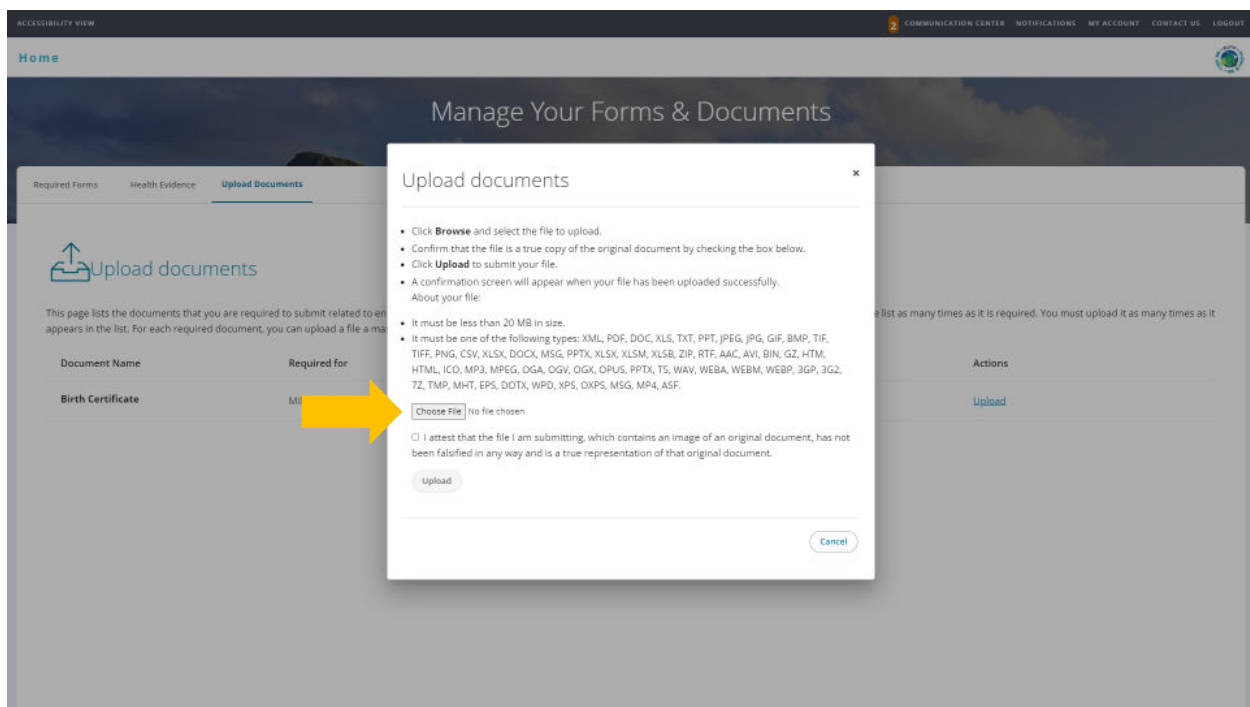 ACCESSIBILITY VIEW
2 COMMUNICATION CENTER NOTIFICATIONS MY ACCOUNT CONTACT US LOGOUT
Home
Manage Your Forms & Documents
Required Forms Health Evidence Upload Documents
Upload documents
This page lists the documents that you are required to submit related to en
e list as many times as it is required. You must upload it as many times as it
appears in the list. For each required document, you can upload a file a ma
Document Name Required for Actions
Birth Certificate Upload
Upload documents
×
• Click Browse and select the file to upload.
• Confirm that the file is a true copy of the original document by checking the box below.
• Click Upload to submit your file.
• A confirmation screen will appear when your file has been uploaded successfully.
About your file:
• It must be less than 20 MB in size.
• It must be one of the following types: XML, PDF, DOC, XLS, TXT, PPT, JPEG, JPG, GIF, BMP, TIF,
TIFF, PNG, CSV, XLSX, DOCX, MSG, PPTX, XLSX, XLSM, XLSB, ZIP, RTF, AAC, AVI, BIN, GZ, HTM,
HTML, ICO, MP3, MPEG, OGA, OGV, OGX, OPUS, PPTX, TS, WAV, WEBA, WEBM, WEBP, 3GP, 3G2,
7Z, TMP, MHT, EPS, DOTX, WPD, XPS, OXPS, MSG, MP4, ASF.
Choose File No file chosen
I attest that the file I am submitting, which contains an image of an original document, has not
been falsified in any way and is a true representation of that original document.
Upload
Cancel